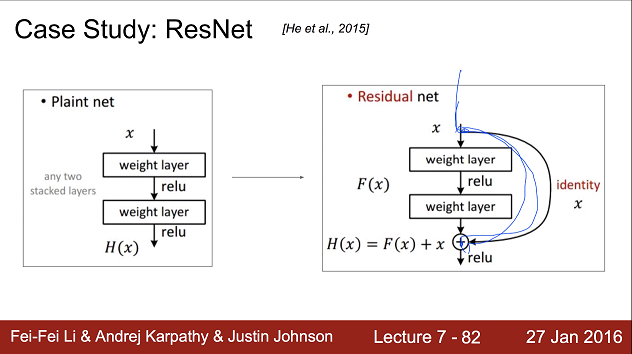 Case Study: ResNet [He et al., 2015]
• Plaint net
x
weight layer
any two
stacked layers
relu
weight layer
relu
H(x)
• Residual net
x
weight layer
F(x)
relu
weight layer
identity
x
H(x) = F(x) + x
+
relu
Fei-Fei Li & Andrej Karpathy & Justin Johnson Lecture 7 - 82 27 Jan 2016